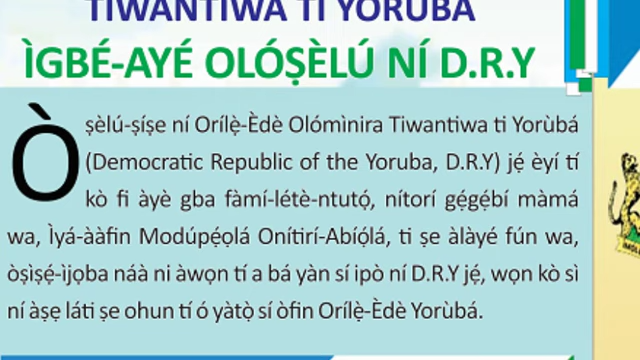 TIWANTIWA TI YORÙBÁ
ÌGBÉ-AYÉ OLÓṢÈLÚ NÍ D.R.Y
Òṣèlú-ṣíṣe ní Orílẹ̀-Èdè Olómìnira Tiwantiwa ti Yorùbá
(Democratic Republic of the Yoruba, D.R.Y) jẹ́ èyí tí
kò fi àyè gba fàmí-létè-ntutọ́, nítorí gẹ́gẹ́bí màmá
wa, Ìyá-ààfin Modúpẹ́ọlá Onítirí-Abíọ́lá, ti ṣe àlàyé fún wa,
òṣìṣẹ́-ìjọba náà ni àwọn tí a bá yàn sí ipò ní D.R.Y jẹ́, wọn kò sì
ní àṣẹ láti ṣe ohun tí ó yàtọ̀ sí òfin Orílẹ̀-Èdè Yorùbá.